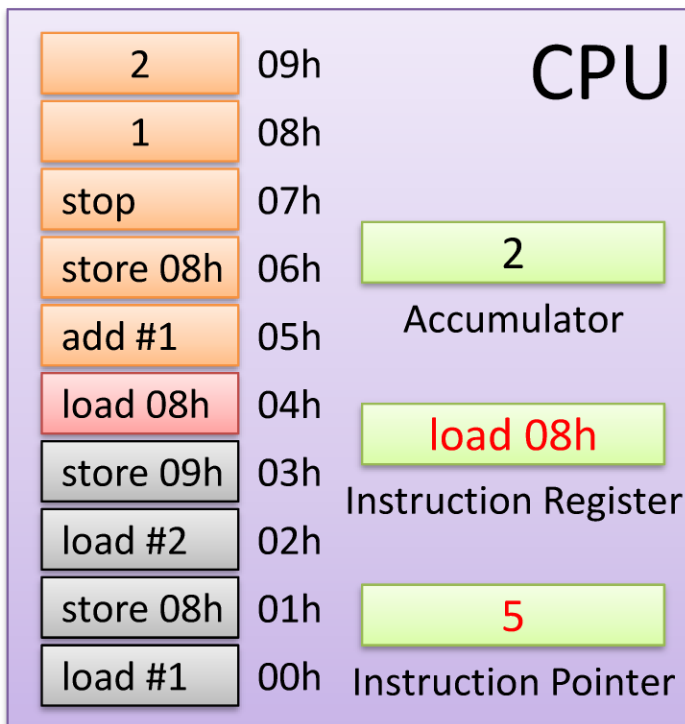 CPU
2 09h
1 08h
stop 07h
store 08h 06h
add #1 05h
load 08h 04h
store 09h 03h
load #2 02h
store 08h 01h
load #1 00h
2
Accumulator
load 08h
Instruction Register
5
Instruction Pointer